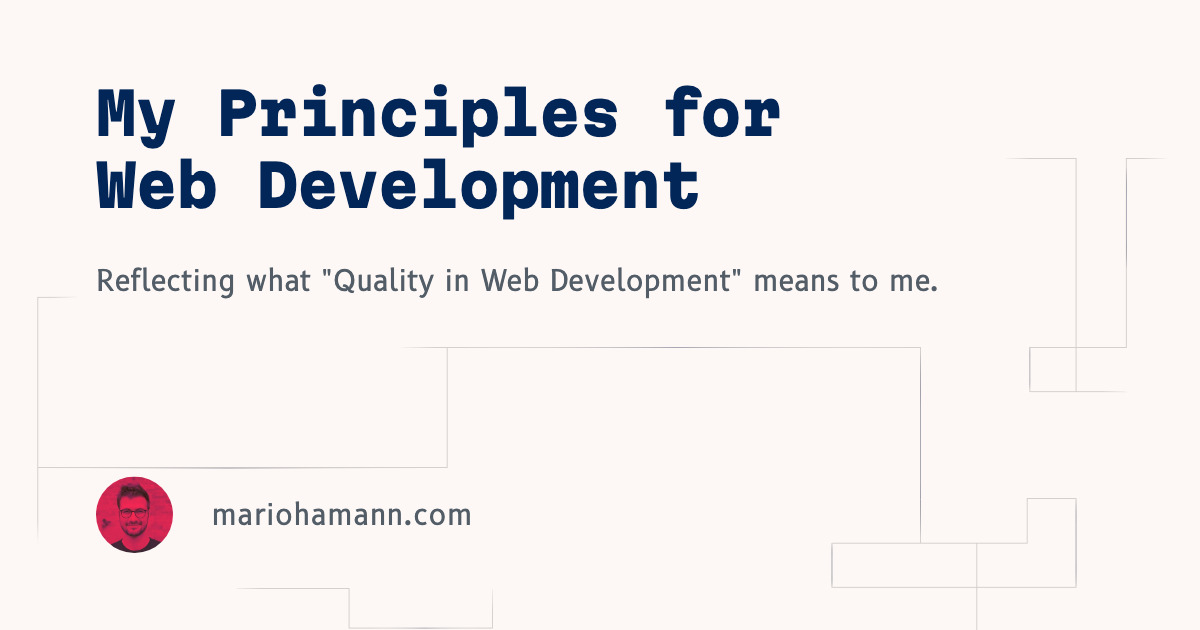 My Principles for
Web Development
Reflecting what "Quality in Web Development" means to me.
mariohamann.com